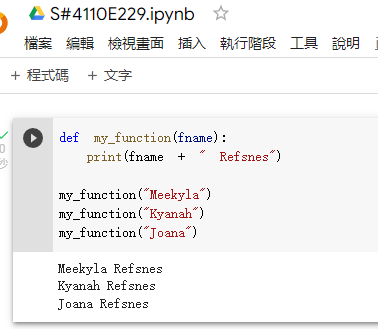 S#4110E229.ipynb
檔案 編輯 檢視畫面 插入 執行階段 工具 說明
+ 程式碼 + 文字
0
秒
def my_function(fname):
    print(fname + " Refsnes")
my_function("Meekyla")
my_function("Kyanah")
my_function("Joana")
Meekyla Refsnes
Kyanah Refsnes
Joana Refsnes